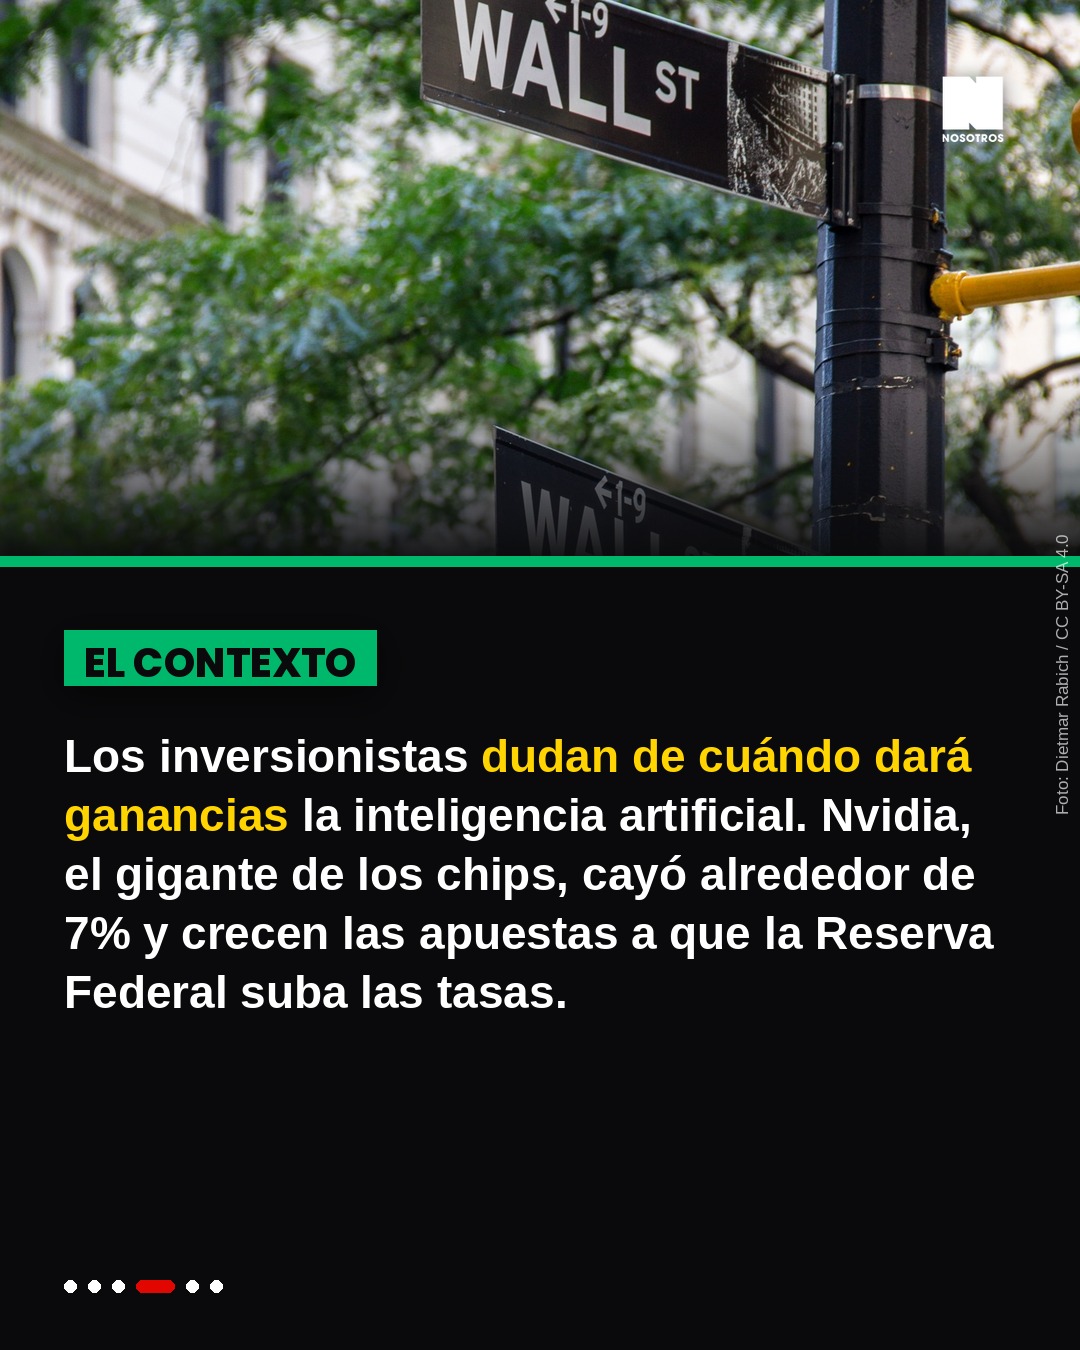 ←1-9
WALL ST
NOSOTROS
←1-9
WALL ST
Foto: Dietmar Rabich / CC BY-SA 4.0
EL CONTEXTO
Los inversionistas dudan de cuándo dará
ganancias la inteligencia artificial. Nvidia,
el gigante de los chips, cayó alrededor de
7% y crecen las apuestas a que la Reserva
Federal suba las tasas.